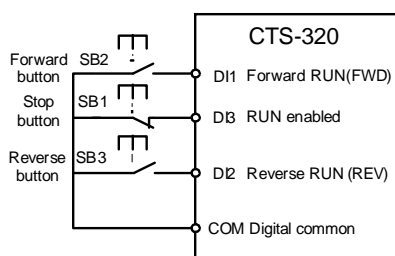 CTS-320
Forward
button
SB2
DI1 Forward RUN(FWD)
Stop
button
SB1
DI3 RUN enabled
Reverse
button
SB3
DI2 Reverse RUN (REV)
COM Digital common